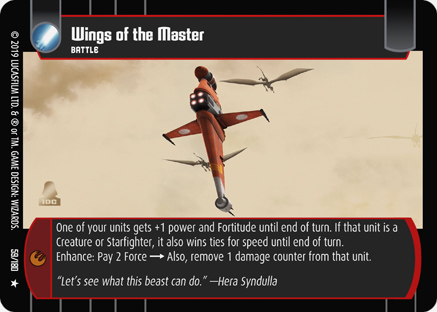 Wings of the Master
BATTLE
© 2019 LUCASFILM LTD. & ® or TM. GAME DESIGN: WIZARDS.
IDC
One of your units gets +1 power and Fortitude until end of turn. If that unit is a
Creature or Starfighter, it also wins ties for speed until end of turn.
Enhance: Pay 2 Force → Also, remove 1 damage counter from that unit.
"Let's see what this beast can do." —Hera Syndulla
59/180 ★